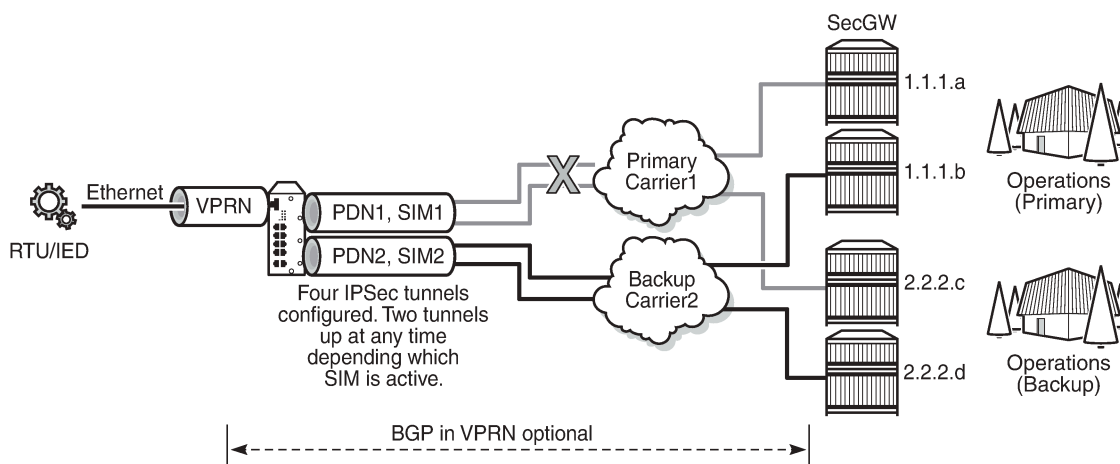 SecGW
1.1.1.a
Primary
Carrier1
1.1.1.b
Operations
(Primary)
Ethernet
VPRN
PDN1, SIM1
RTU/IED
PDN2, SIM2
Backup
Carrier2
2.2.2.c
Four IPSec tunnels
configured. Two tunnels
up at any time
depending which
SIM is active.
Operations
(Backup)
2.2.2.d
BGP in VPRN optional